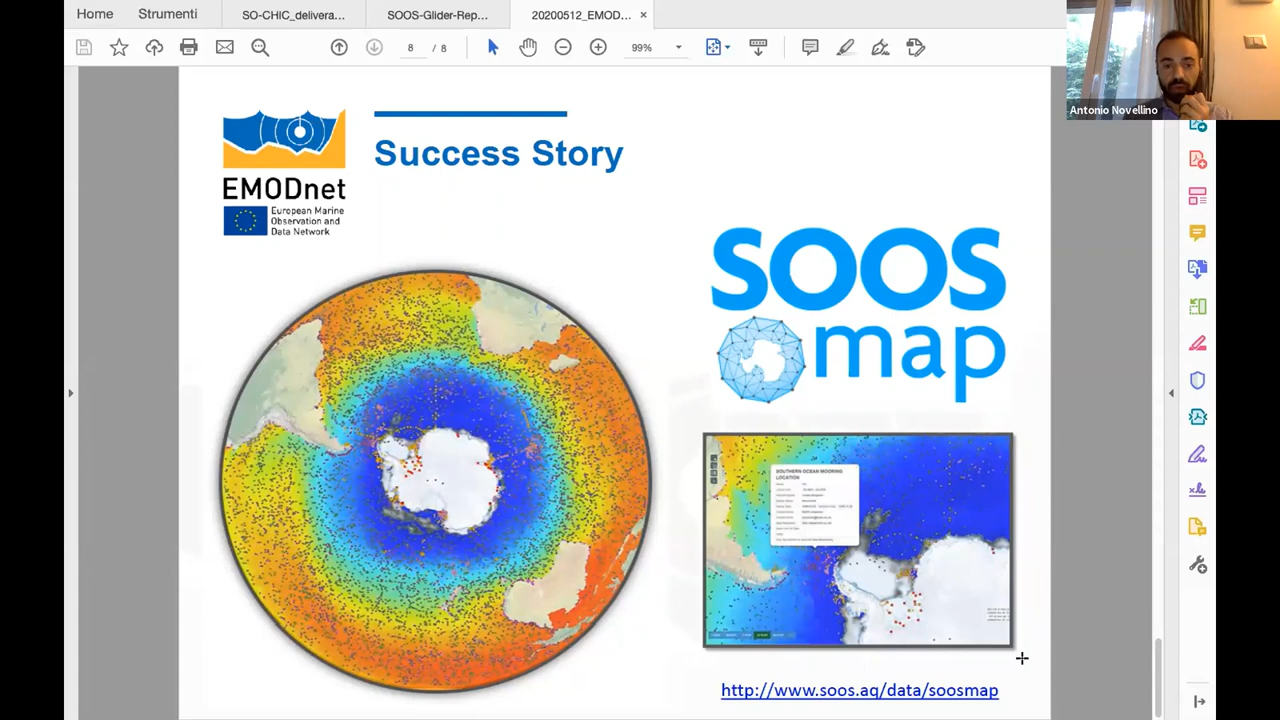 Home
Strumenti
SO-CHIC_delivera...
SOOS-Glider-Rep...
20200512_EMOD...
8 / 8
99%
Antonio Novellino
EMODnet
European Marine
Observation and
Data Network
Success Story
SOOS
map
SOUTHERN OCEAN MOORING
LOCATION
http://www.soos.aq/data/soosmap